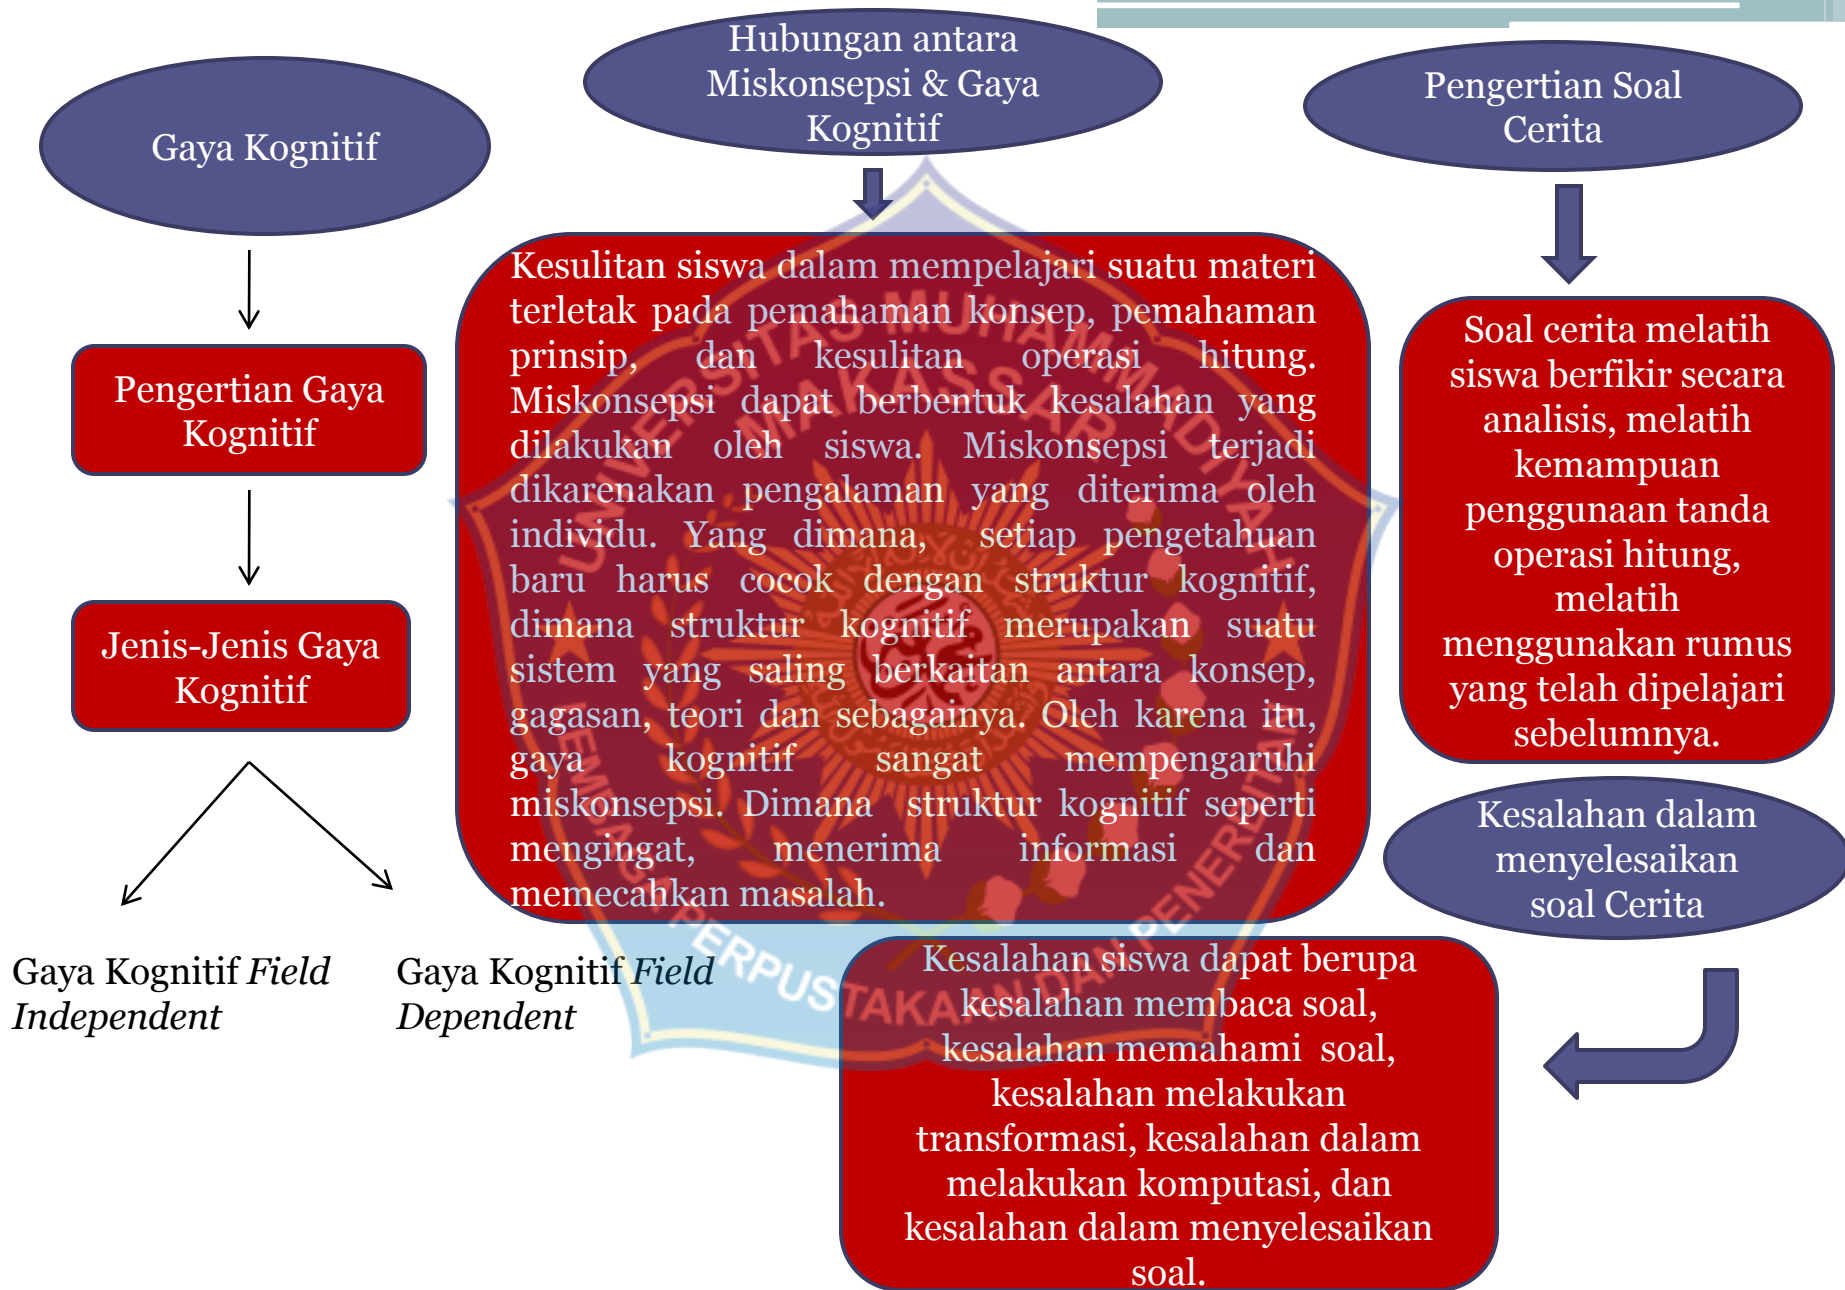 Gaya Kognitif
Pengertian Gaya
Kognitif
Jenis-Jenis Gaya
Kognitif
Gaya Kognitif Field
Independent
Gaya Kognitif Field
Dependent
Hubungan antara
Miskonsepsi & Gaya
Kognitif
Kesulitan siswa dalam mempelajari suatu materi
terletak pada pemahaman konsep, pemahaman
prinsip, dan kesulitan operasi hitung.
Miskonsepsi dapat berbentuk kesalahan yang
dilakukan oleh siswa. Miskonsepsi terjadi
dikarenakan pengalaman yang diterima oleh
individu. Yang dimana, setiap pengetahuan
baru harus cocok dengan struktur kognitif,
dimana struktur kognitif merupakan suatu
sistem yang saling berkaitan antara konsep,
gagasan, teori dan sebagainya. Oleh karena itu,
gaya kognitif sangat mempengaruhi
miskonsepsi. Dimana struktur kognitif seperti
mengingat, menerima informasi dan
memecahkan masalah.
Pengertian Soal
Cerita
Soal cerita melatih
siswa berfikir secara
analisis, melatih
kemampuan
penggunaan tanda
operasi hitung,
melatih
menggunakan rumus
yang telah dipelajari
sebelumnya.
Kesalahan dalam
menyelesaikan
soal Cerita
Kesalahan siswa dapat berupa
kesalahan membaca soal,
kesalahan memahami soal,
kesalahan melakukan
transformasi, kesalahan dalam
melakukan komputasi, dan
kesalahan dalam menyelesaikan
soal.
UNIVERSITAS MUHAMMADIYAH
MAKASSAR
LEMBAGA PERPUSTAKAAN DAN PENERBITAN